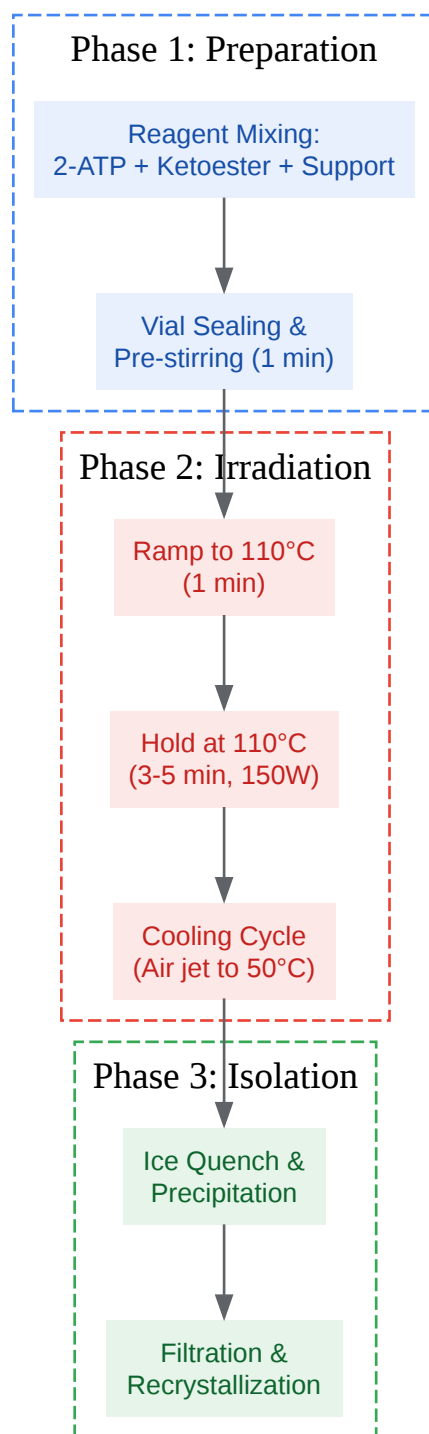 Phase 1: Preparation
Reagent Mixing:
2-ATP + Ketoester + Support
Vial Sealing &
Pre-stirring (1 min)
Phase 2: Irradiation
Ramp to 110°C
(1 min)
Hold at 110°C
(3-5 min, 150W)
Cooling Cycle
(Air jet to 50°C)
Phase 3: Isolation
Ice Quench &
Precipitation
Filtration &
Recrystallization